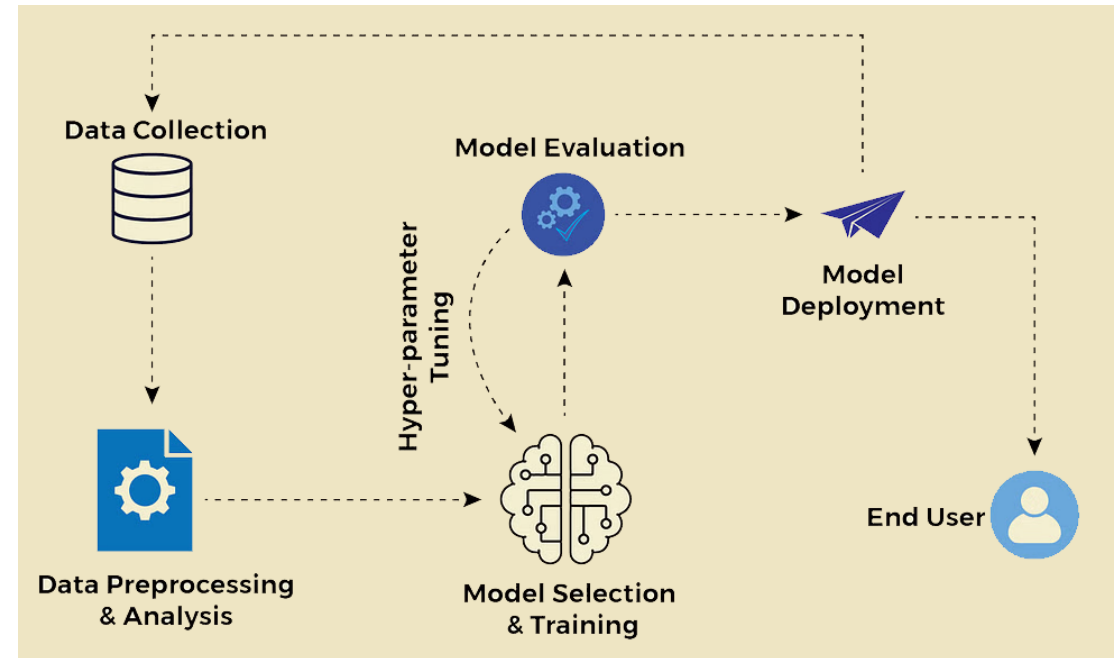 Data Collection
Model Evaluation
Hyper-parameter
Tuning
Model
Deployment
End User
Data Preprocessing
& Analysis
Model Selection
& Training